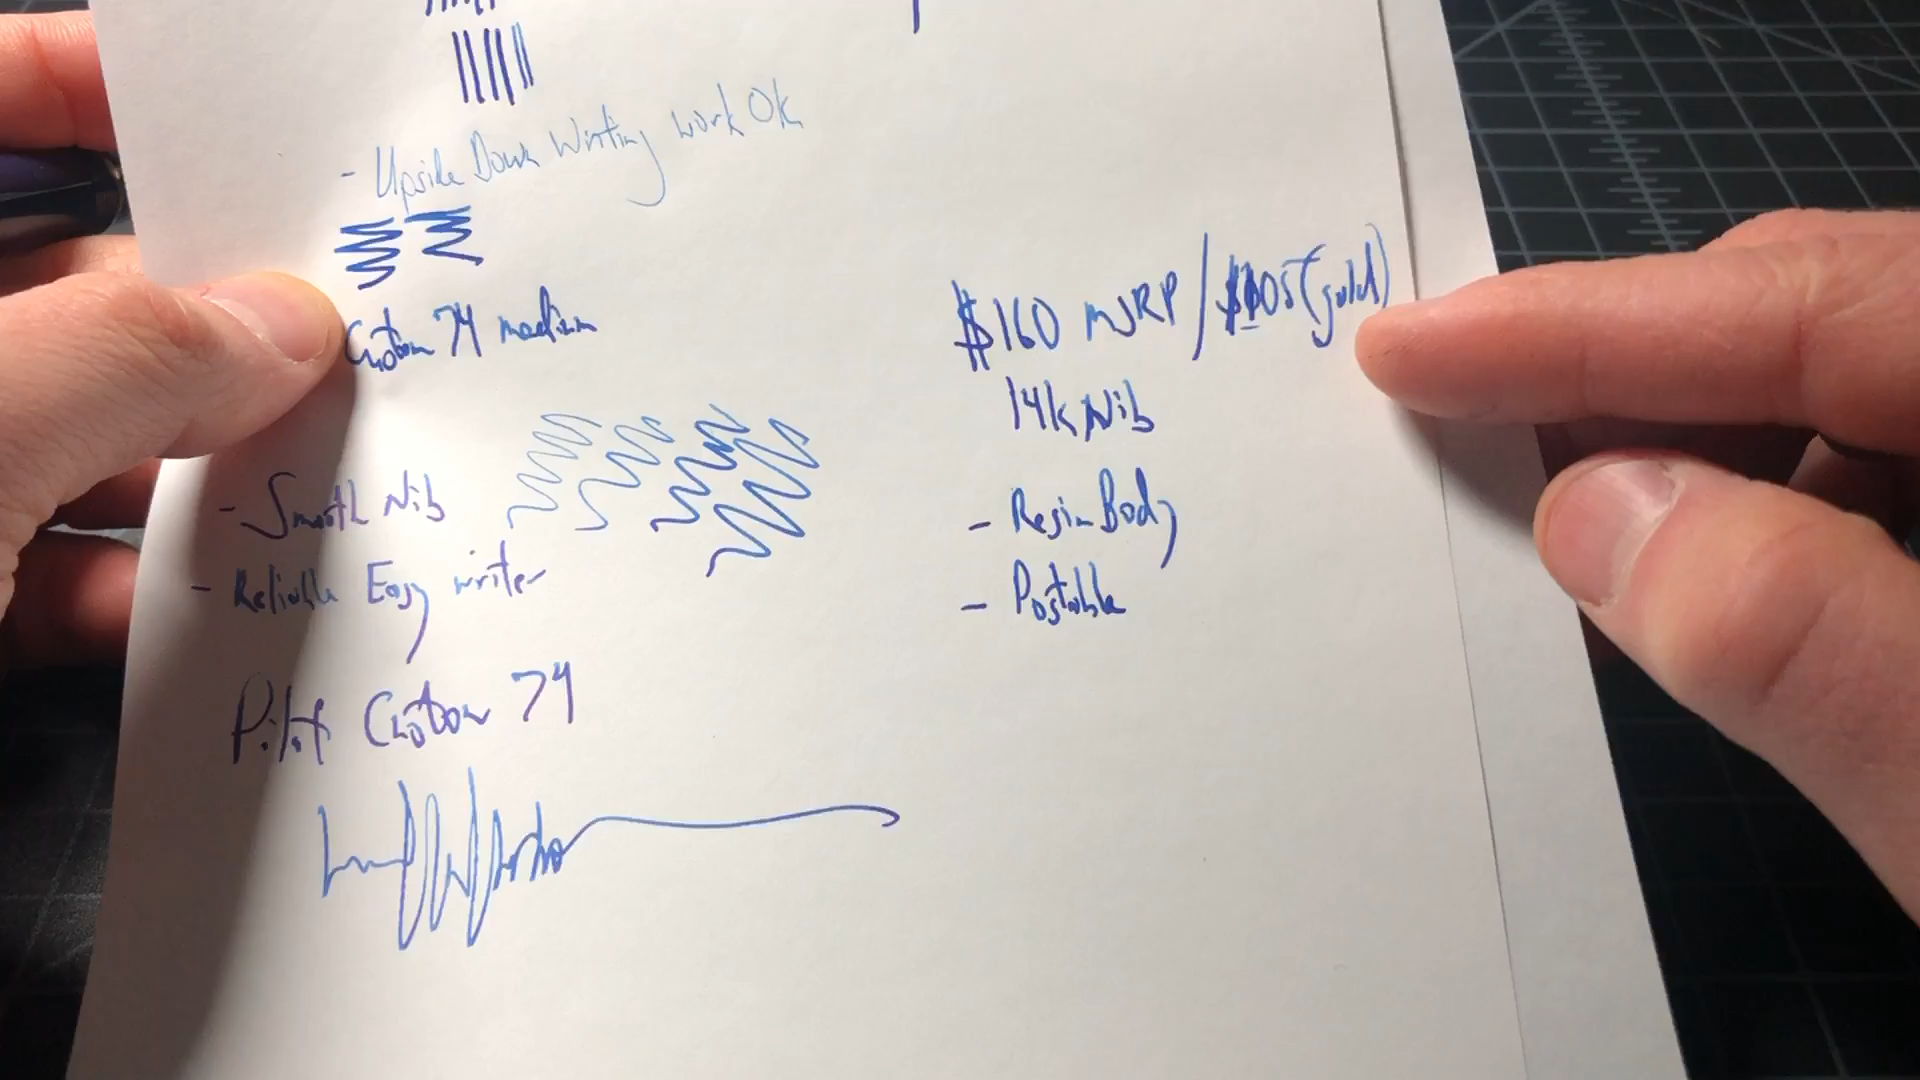 - Upside Down Writing work Ok
Custom 74 medium
- Smooth Nib
- Reliable Easy writer
Pilot Custom 74
$160 MSRP / $105 (gold)
14k Nib
- Resin Body
- Postable